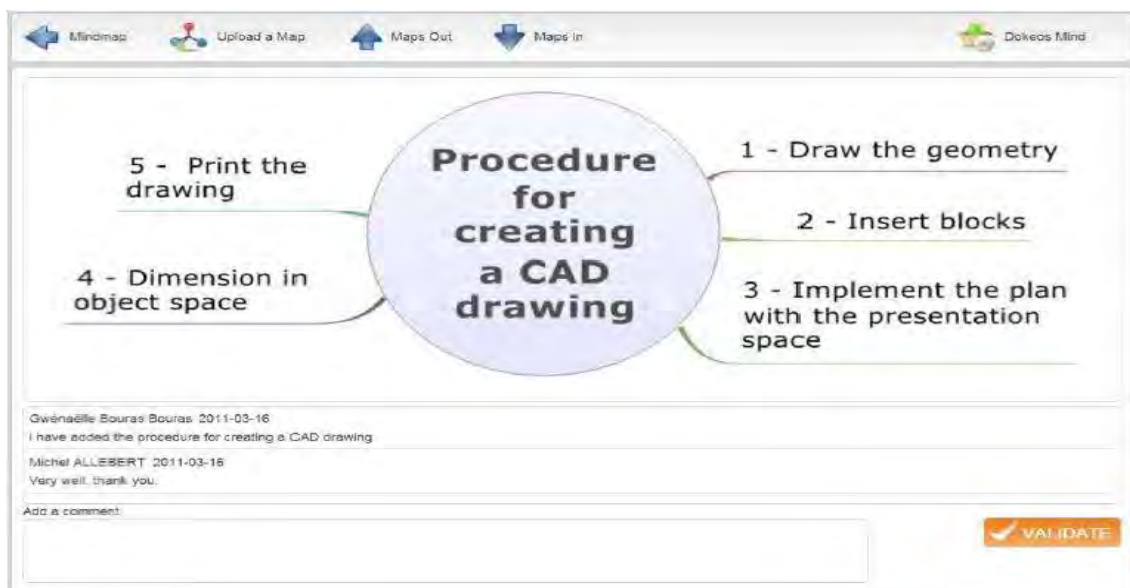 Mindmap
Upload a Map
Maps Out
Maps In
Dokeos Mind
Procedure
for
creating
a CAD
drawing
1 - Draw the geometry
2 - Insert blocks
3 - Implement the plan
with the presentation
space
4 - Dimension in
object space
5 - Print the
drawing
Gwénaëlle Bouras Bouras 2011-03-16
I have added the procedure for creating a CAD drawing
Michel ALLEBERT 2011-03-16
Very well, thank you.
Add a comment
VALIDATE